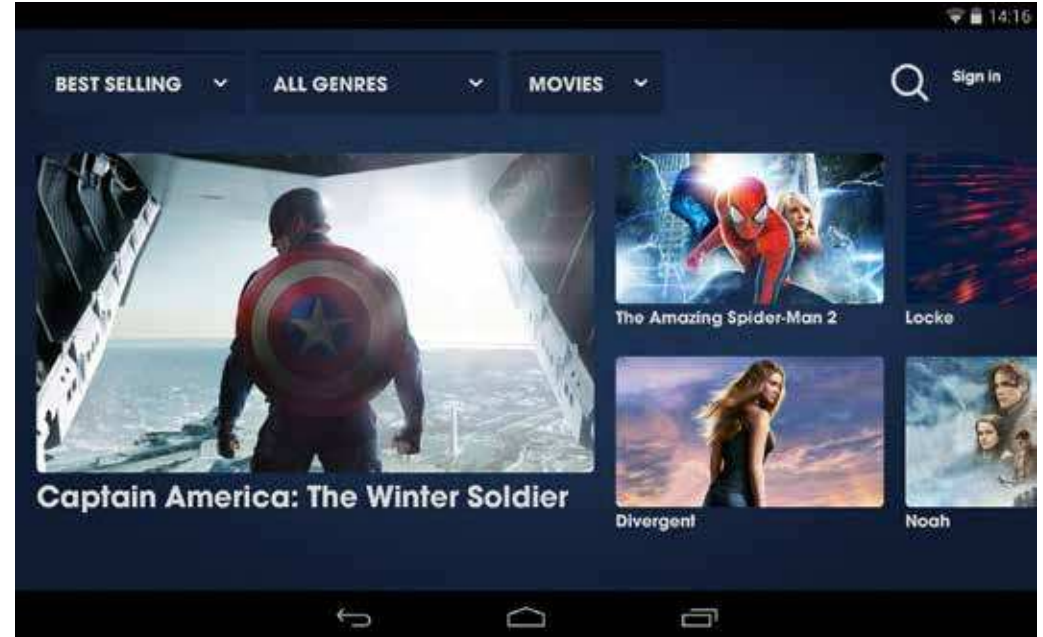 14:16
BEST SELLING
ALL GENRES
MOVIES
Sign in
Captain America: The Winter Soldier
The Amazing Spider-Man 2
Locke
Divergent
Noah